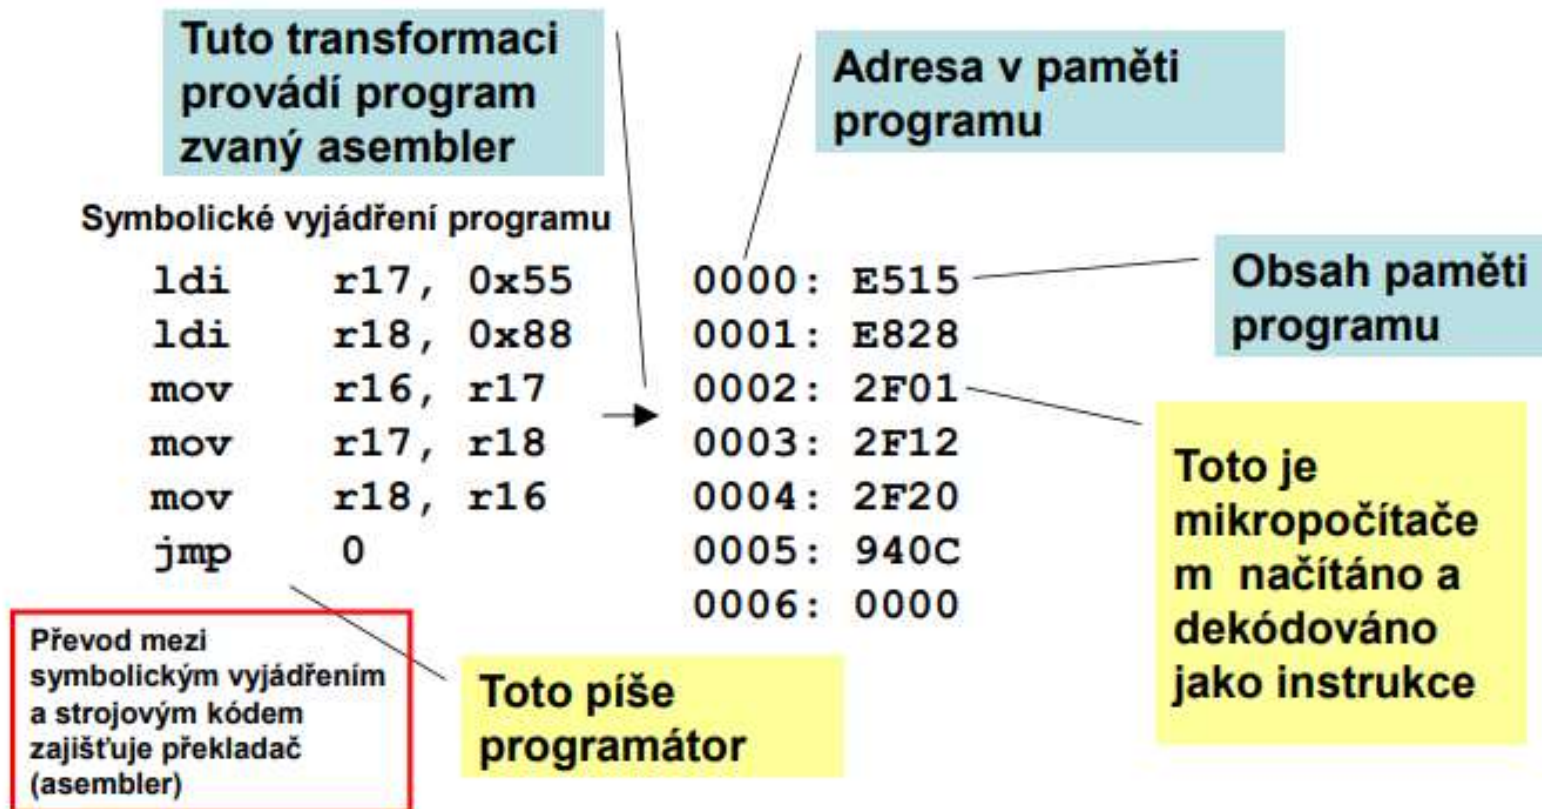 Tuto transformaci
provádí program
zvaný asembler
Adresa v paměti
programu
Symbolické vyjádření programu
ldi r17, 0x55
ldi r18, 0x88
mov r16, r17
mov r17, r18
mov r18, r16
jmp 0
0000: E515
0001: E828
0002: 2F01
0003: 2F12
0004: 2F20
0005: 940C
0006: 0000
Obsah paměti
programu
Toto je
mikropočítače
m načítáno a
dekódováno
jako instrukce
Převod mezi
symbolickým vyjádřením
a strojovým kódem
zajišťuje překladač
(asembler)
Toto píše
programátor